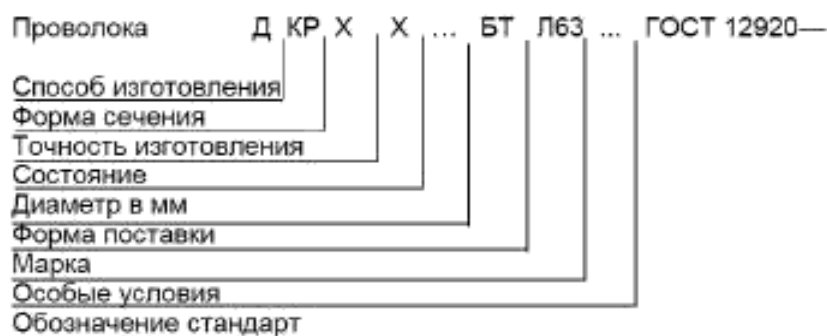 Проволока Д КР Х Х ... БТ Л63 ... ГОСТ 12920—
Способ изготовления
Форма сечения
Точность изготовления
Состояние
Диаметр в мм
Форма поставки
Марка
Особые условия
Обозначение стандарт